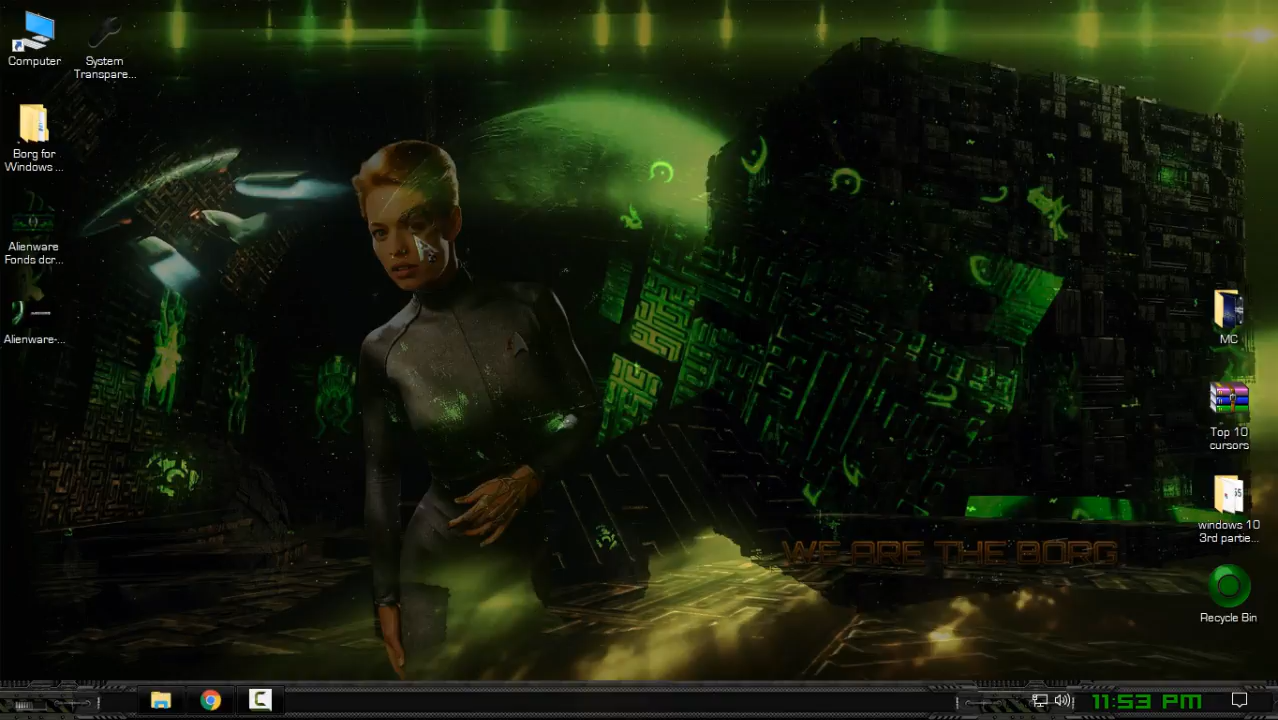 Computer
System
Transpare...
Borg for
Windows ...
Alienware
Fonds dcr...
Alienware-...
MC
Top 10
cursors
windows 10
3rd partie...
Recycle Bin
WE ARE THE BORG
11:53 PM